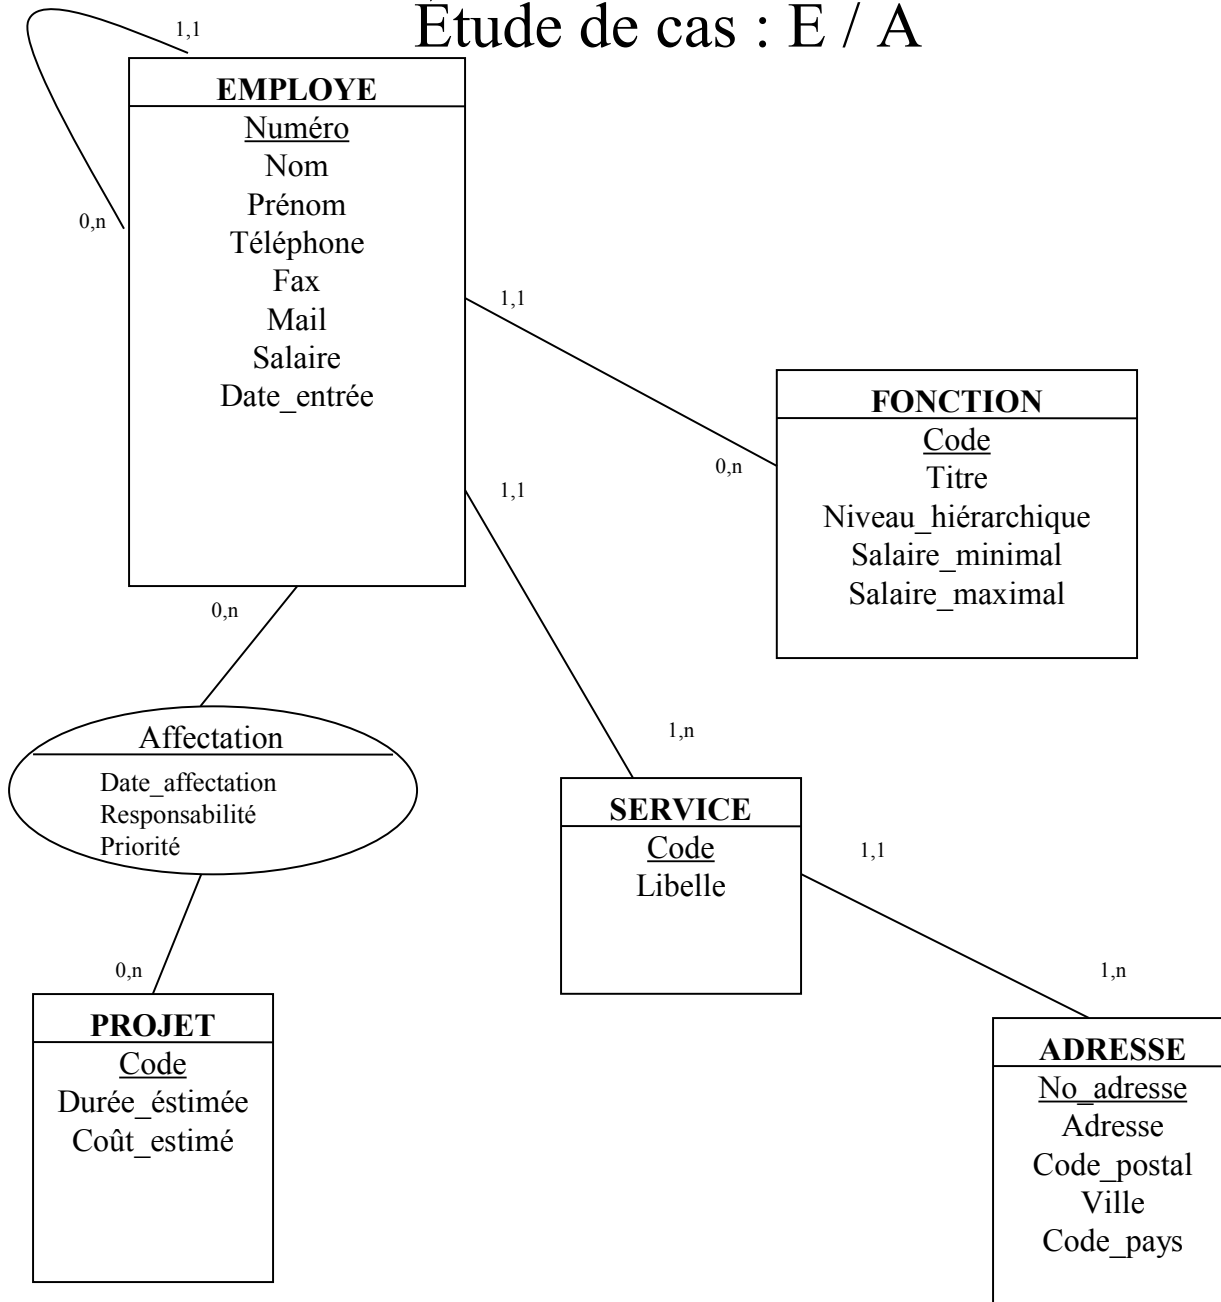 Étude de cas : E / A
1,1
EMPLOYE
Numéro
Nom
Prénom
Téléphone
Fax
Mail
Salaire
Date_entrée
0,n
1,1
0,n
FONCTION
Code
Titre
Niveau_hiérarchique
Salaire_minimal
Salaire_maximal
1,1
0,n
Affectation
Date_affectation
Responsabilité
Priorité
1,n
SERVICE
Code
Libelle
1,1
0,n
PROJET
Code
Durée_éstimée
Coût_estimé
1,n
ADRESSE
No_adresse
Adresse
Code_postal
Ville
Code_pays